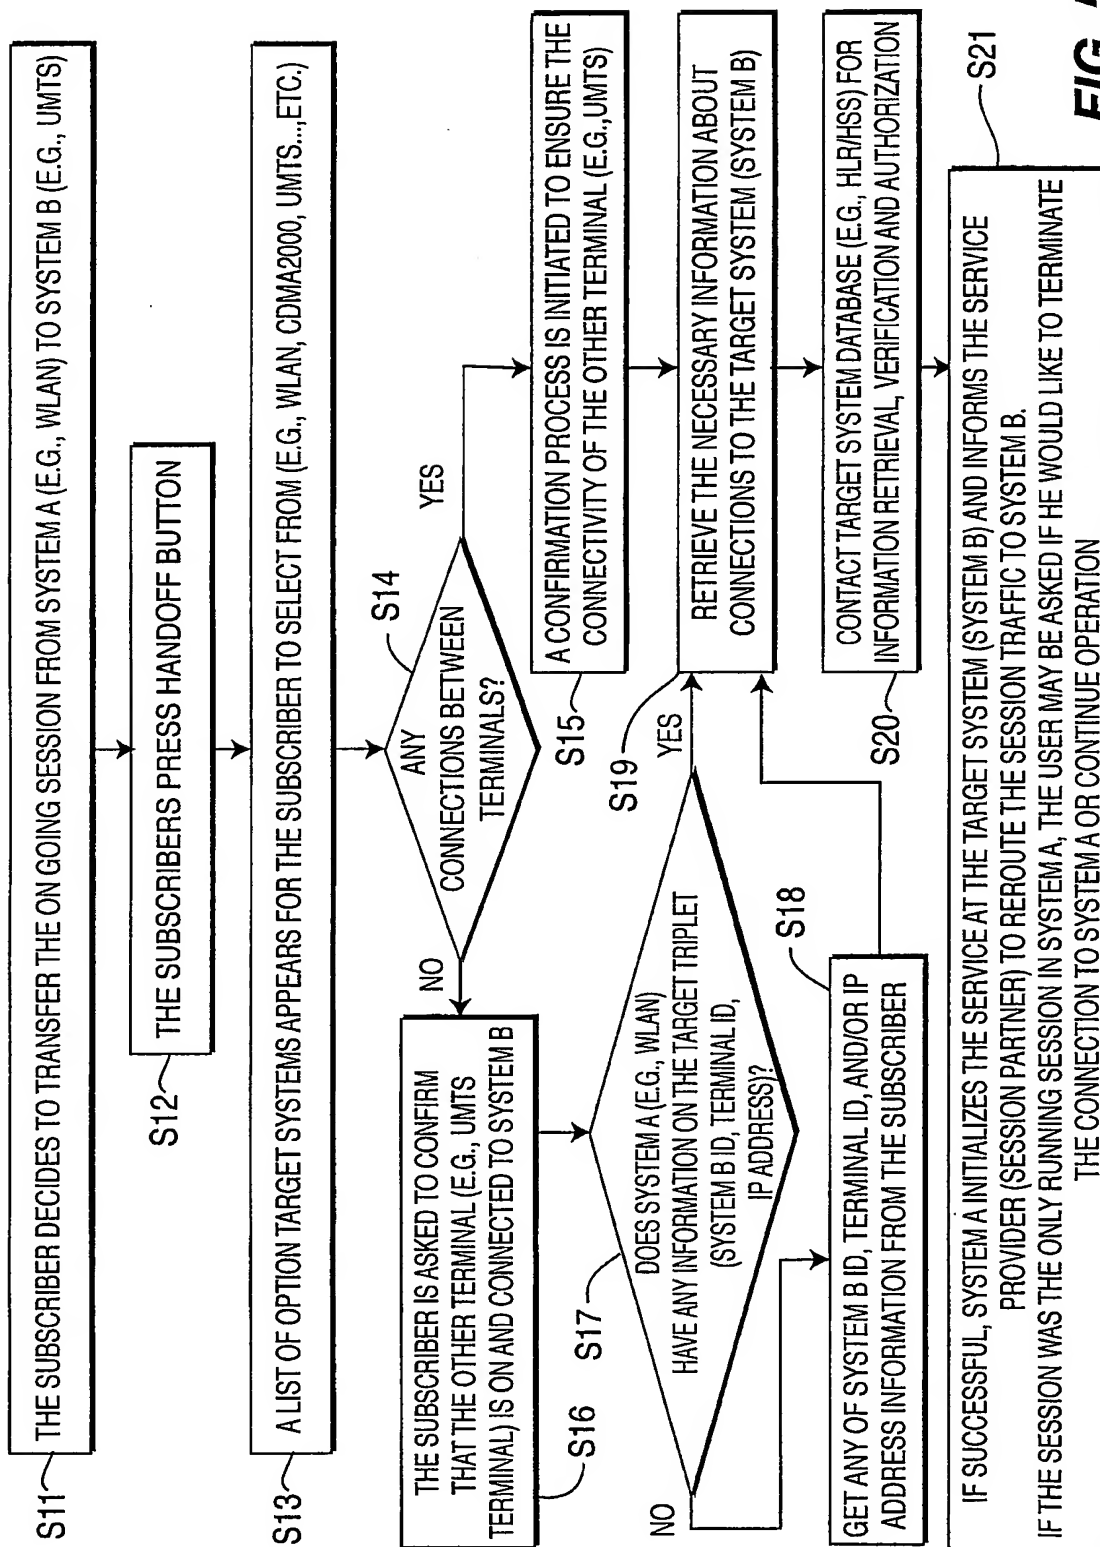 S11
THE SUBSCRIBER DECIDES TO TRANSFER THE ON GOING SESSION FROM SYSTEM A (E.G., WLAN) TO SYSTEM B (E.G., UMTS)
S12
THE SUBSCRIBERS PRESS HANDOFF BUTTON
S13
A LIST OF OPTION TARGET SYSTEMS APPEARS FOR THE SUBSCRIBER TO SELECT FROM (E.G., WLAN, CDMA2000, UMTS...,ETC.)
S14
ANY
CONNECTIONS BETWEEN
TERMINALS?
YES
NO
S15
A CONFIRMATION PROCESS IS INITIATED TO ENSURE THE
CONNECTIVITY OF THE OTHER TERMINAL (E.G.,UMTS)
THE SUBSCRIBER IS ASKED TO CONFIRM
THAT THE OTHER TERMINAL (E.G., UMTS
TERMINAL) IS ON AND CONNECTED TO SYSTEM B
S16
S17
DOES SYSTEM A (E.G., WLAN)
HAVE ANY INFORMATION ON THE TARGET TRIPLET
(SYSTEM B ID, TERMINAL ID,
IP ADDRESS)?
YES
NO
S18
GET ANY OF SYSTEM B ID, TERMINAL ID, AND/OR IP
ADDRESS INFORMATION FROM THE SUBSCRIBER
S19
RETRIEVE THE NECESSARY INFORMATION ABOUT
CONNECTIONS TO THE TARGET SYSTEM (SYSTEM B)
S20
CONTACT TARGET SYSTEM DATABASE (E.G., HLR/HSS) FOR
INFORMATION RETRIEVAL, VERIFICATION AND AUTHORIZATION
S21
IF SUCCESSFUL, SYSTEM A INITIALIZES THE SERVICE AT THE TARGET SYSTEM (SYSTEM B) AND INFORMS THE SERVICE
PROVIDER (SESSION PARTNER) TO REROUTE THE SESSION TRAFFIC TO SYSTEM B.
IF THE SESSION WAS THE ONLY RUNNING SESSION IN SYSTEM A, THE USER MAY BE ASKED IF HE WOULD LIKE TO TERMINATE
THE CONNECTION TO SYSTEM A OR CONTINUE OPERATION
FIG.